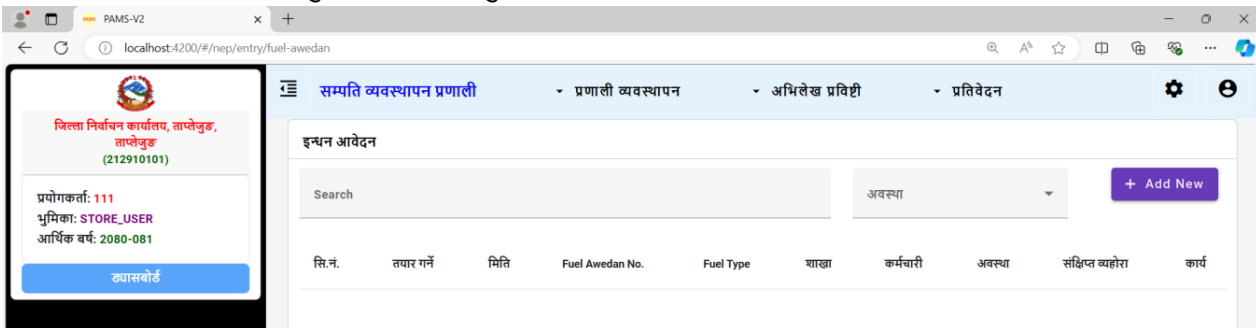 PAMS-V2
localhost:4200/#/nep/entry/fuel-awedan
सम्पति व्यवस्थापन प्रणाली
प्रणाली व्यवस्थापन
अभिलेख प्रविष्टी
प्रतिवेदन
जिल्ला निर्वाचन कार्यालय, ताप्लेजुङ,
ताप्लेजुङ
(212910101)
प्रयोगकर्ता: 111
भुमिका: STORE_USER
आर्थिक बर्ष: 2080-081
ड्यासबोर्ड
इन्धन आवेदन
Search
अवस्था
+ Add New
सि.नं. तयार गर्ने मिति Fuel Awedan No. Fuel Type शाखा कर्मचारी अवस्था संक्षिप्त व्यहोरा कार्य